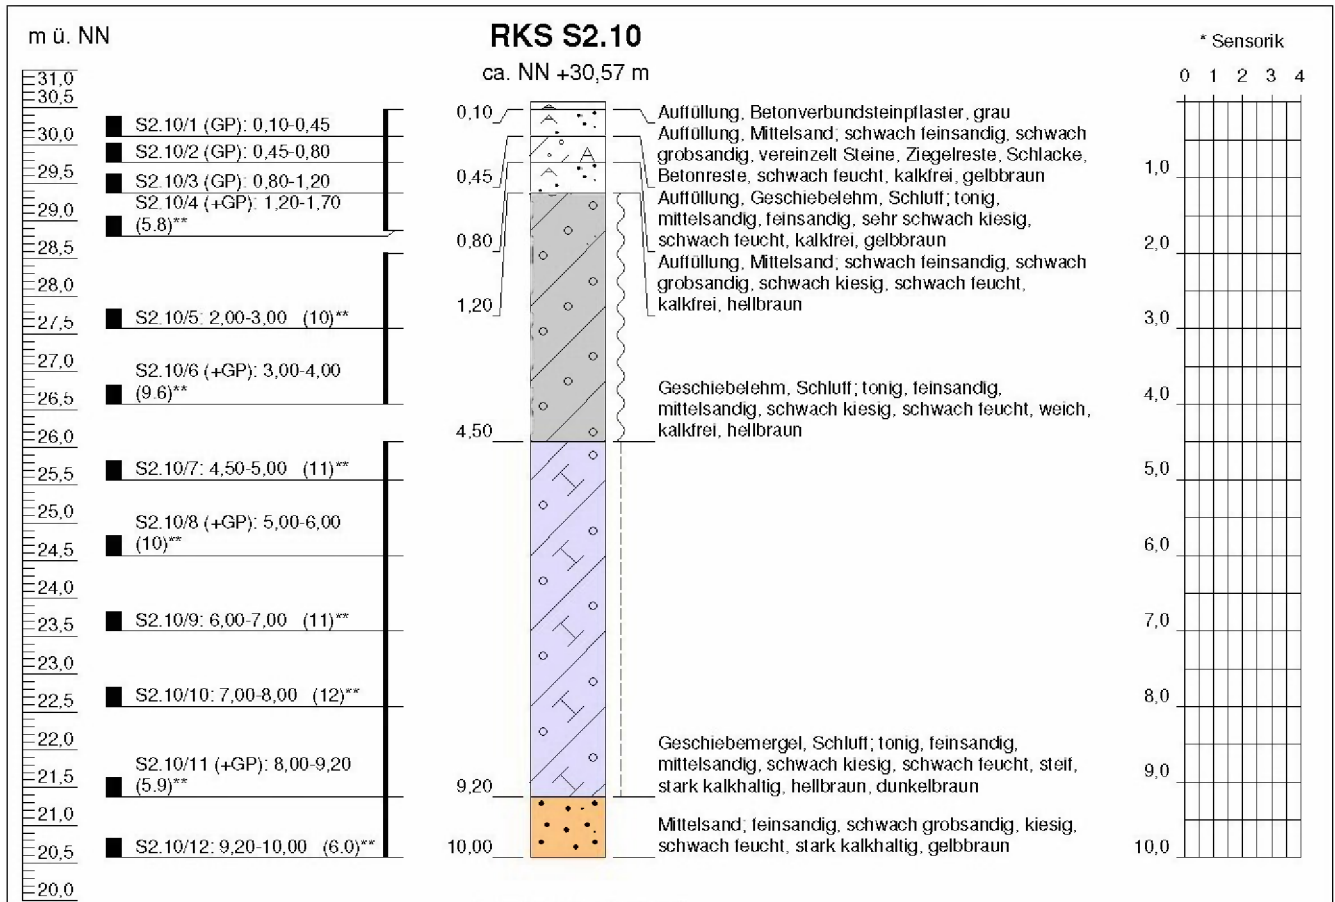 m ü. NN
RKS S2.10
ca. NN +30,57 m
* Sensorik
0 1 2 3 4
31,0
30,5
30,0
29,5
29,0
28,5
28,0
27,5
27,0
26,5
26,0
25,5
25,0
24,5
24,0
23,5
23,0
22,5
22,0
21,5
21,0
20,5
20,0
S2.10/1 (GP): 0,10-0,45
S2.10/2 (GP): 0,45-0,80
S2.10/3 (GP): 0,80-1,20
S2.10/4 (+GP): 1,20-1,70
(5.8)**
S2.10/5: 2,00-3,00 (10)**
S2.10/6 (+GP): 3,00-4,00
(9.6)**
S2.10/7: 4,50-5,00 (11)**
S2.10/8 (+GP): 5,00-6,00
(10)**
S2.10/9: 6,00-7,00 (11)**
S2.10/10: 7,00-8,00 (12)**
S2.10/11 (+GP): 8,00-9,20
(5.9)**
S2.10/12: 9,20-10,00 (6.0)**
0,10
0,45
0,80
1,20
4,50
9,20
10,00
Auffüllung, Betonverbundsteinpflaster, grau
Auffüllung, Mittelsand; schwach feinsandig, schwach
grobsandig, vereinzelt Steine, Ziegelreste, Schlacke,
Betonreste, schwach feucht, kalkfrei, gelbbraun
Auffüllung, Geschiebelehm, Schluff; tonig,
mittelsandig, feinsandig, sehr schwach kiesig,
schwach feucht, kalkfrei, gelbbraun
Auffüllung, Mittelsand; schwach feinsandig, schwach
grobsandig, schwach kiesig, schwach feucht,
kalkfrei, hellbraun
Geschiebelehm, Schluff; tonig, feinsandig,
mittelsandig, schwach kiesig, schwach feucht, weich,
kalkfrei, hellbraun
Geschiebemergel, Schluff; tonig, feinsandig,
mittelsandig, schwach kiesig, schwach feucht, steif,
stark kalkhaltig, hellbraun, dunkelbraun
Mittelsand; feinsandig, schwach grobsandig, kiesig,
schwach feucht, stark kalkhaltig, gelbbraun
1,0
2,0
3,0
4,0
5,0
6,0
7,0
8,0
9,0
10,0